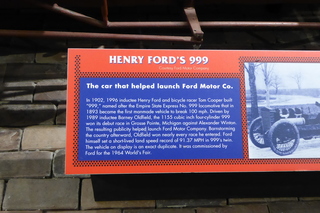 HENRY FORD'S 999
Courtesy Ford Motor Company
The car that helped launch Ford Motor Co.
In 1902, 1996 inductee Henry Ford and bicycle racer Tom Cooper built
"999," named after the Empire State Express No. 999 locomotive that in
1893 became the first manmade vehicle to break 100 mph. Driven by
1989 inductee Barney Oldfield, the 1155 cubic inch four-cylinder 999
won its debut race in Grosse Pointe, Michigan against Alexander Winton.
The resulting publicity helped launch Ford Motor Company. Barnstorming
the country afterward, Oldfield won nearly every race he entered. Ford
himself set a short-lived land speed record of 91.37 MPH in 999's twin.
The vehicle on display is an exact duplicate. It was commissioned by
Ford for the 1964 World's Fair.